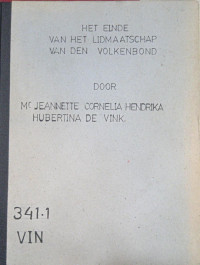 HET EINDE
VAN HET LIDMAATSCHAP
VAN DEN VOLKENBOND
DOOR
Mr JEANNETTE CORNELIA HENDRIKA
HUBERTINA DE VINK.
341.1
VIN